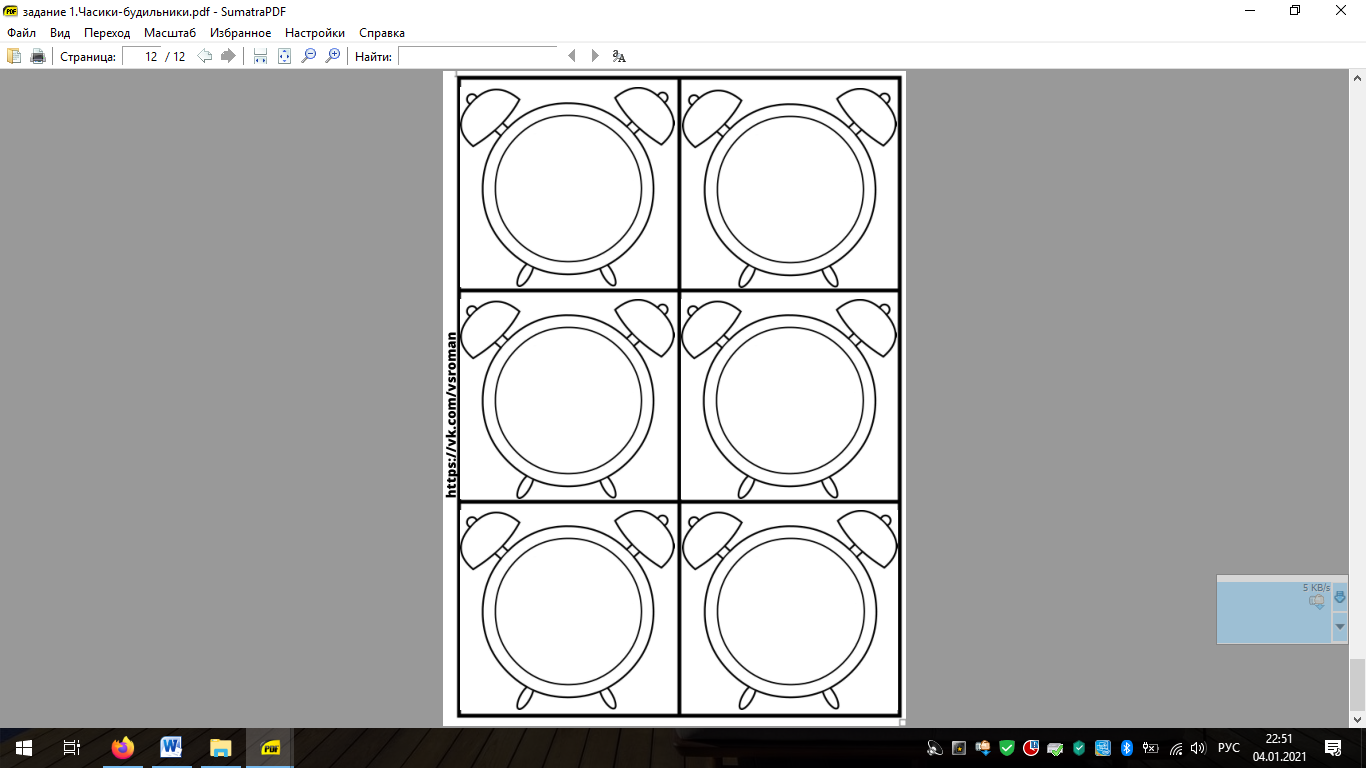 задание 1.Часики-будильники.pdf - SumatraPDF
Файл Вид Переход Масштаб Избранное Настройки Справка
Страница: 12 / 12 Найти:
https://vk.com/vsroman
5 KB/s
РУС
22:51
04.01.2021